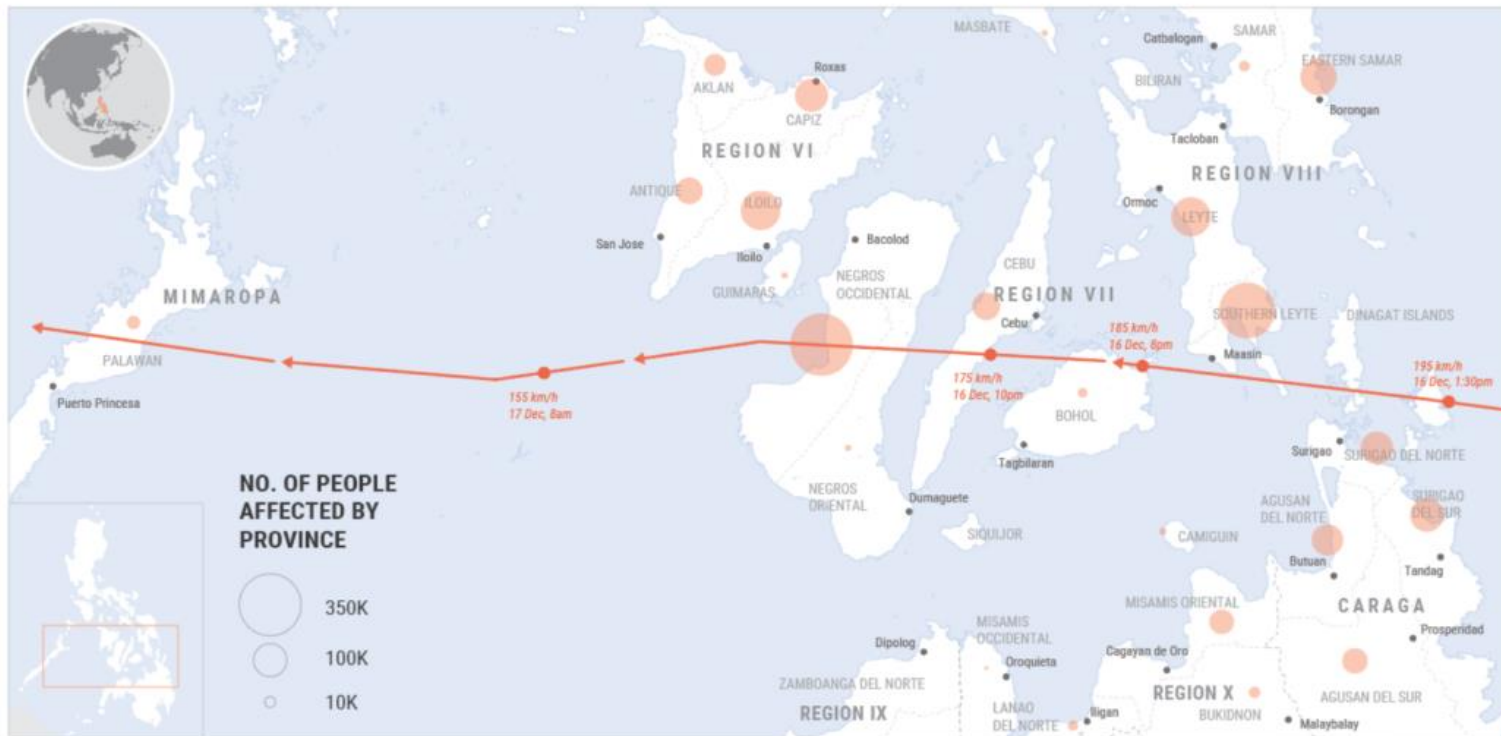 MASBATE
Catbalogan
SAMAR
EASTERN SAMAR
BILIRAN
Roxas
AKLAN
CAPIZ
Borongan
Tacloban
REGION VI
REGION VIII
ANTIQUE
ILOILO
Ormoc
LEYTE
San Jose
Iloilo
Bacolod
GUIMARAS
NEGROS
OCCIDENTAL
CEBU
REGION VII
Cebu
MIMAROPA
PALAWAN
Puerto Princesa
SOUTHERN LEYTE
DINAGAT ISLANDS
Maasin
185 km/h
16 Dec, 8pm
195 km/h
16 Dec, 1:30pm
175 km/h
16 Dec, 10pm
155 km/h
17 Dec, 8am
BOHOL
Tagbilaran
Surigao
SURIGAO DEL NORTE
NEGROS
ORIENTAL
Dumaguete
SIQUIJOR
CAMIGUIN
AGUSAN
DEL NORTE
SURIGAO
DEL SUR
Butuan
Tandag
CARAGA
Prosperidad
MISAMIS ORIENTAL
MISAMIS
OCCIDENTAL
Dipolog
Oroquieta
Cagayan de Oro
ZAMBOANGA DEL NORTE
REGION IX
LANAO
DEL NORTE
Iligan
REGION X
BUKIDNON
AGUSAN DEL SUR
Malaybalay
NO. OF PEOPLE
AFFECTED BY
PROVINCE
350K
100K
10K